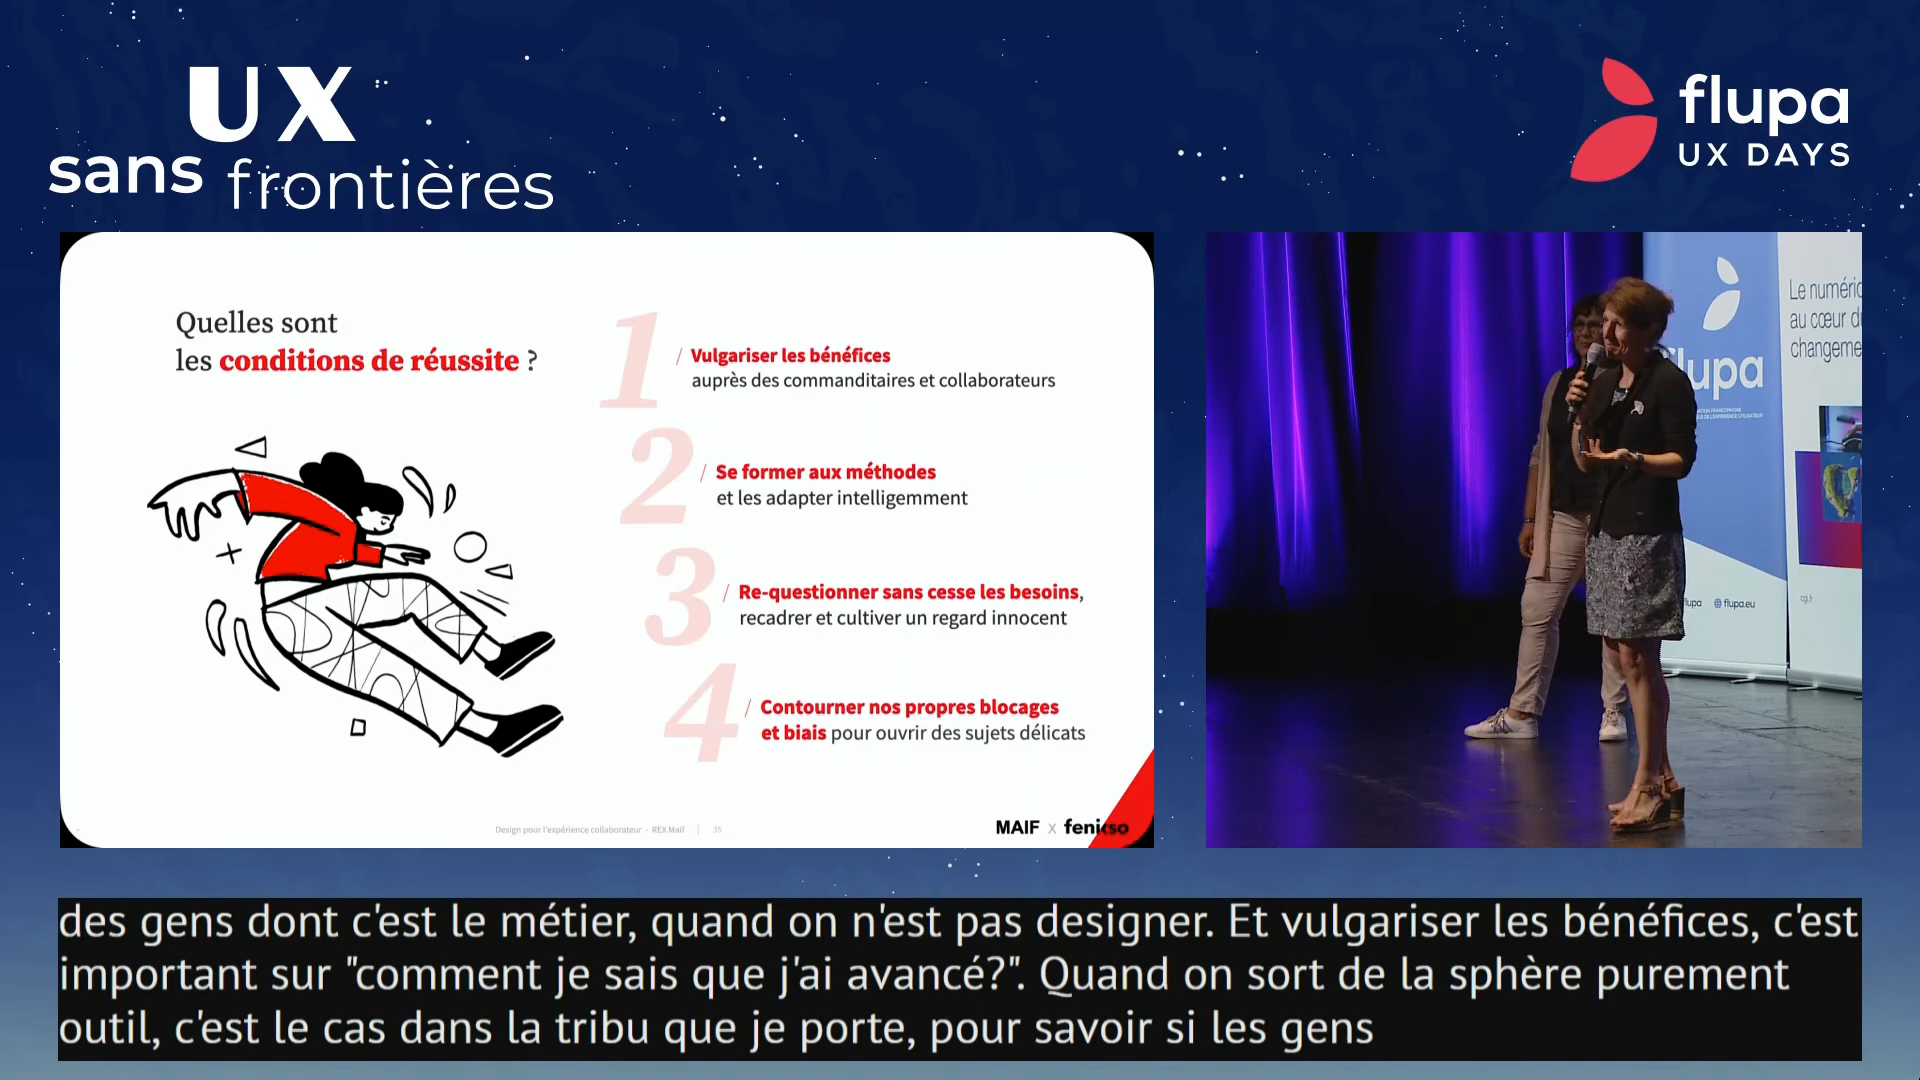 UX
sans frontières
flupa
UX DAYS
Quelles sont
les conditions de réussite ?
1 / Vulgariser les bénéfices
auprès des commanditaires et collaborateurs
2 / Se former aux méthodes
et les adapter intelligemment
3 / Re-questionner sans cesse les besoins,
recadrer et cultiver un regard innocent
4 / Contourner nos propres blocages
et biais pour ouvrir des sujets délicats
Design pour l'expérience collaborateur - REX Maif | 35
MAIF x fenixso
Le numéric
au cœur d
changeme
flupa
flupa
flupa.eu
cgi.fr
des gens dont c'est le métier, quand on n'est pas designer. Et vulgariser les bénéfices, c'est
important sur "comment je sais que j'ai avancé?". Quand on sort de la sphère purement
outil, c'est le cas dans la tribu que je porte, pour savoir si les gens